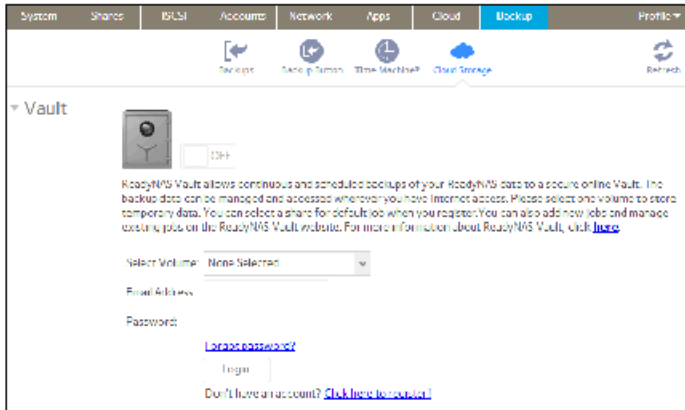 System Shares iSCSI Accounts Network Apps Cloud Backup Profile
Backups Backup Button Time Machine® Cloud Storage Refresh
Vault
OFF
ReadyNAS Vault allows continuous and scheduled backups of your ReadyNAS data to a secure online Vault. The
backup data can be managed and accessed wherever you have Internet access. Please select one volume to store
temporary data. You can select a share for default job when you register. You can also add new jobs and manage
existing jobs on the ReadyNAS Vault website. For more information about ReadyNAS Vault, click here.
Select Volume: None Selected
Email Address
Password:
Forgot password?
Login
Don't have an account? Click here to register!